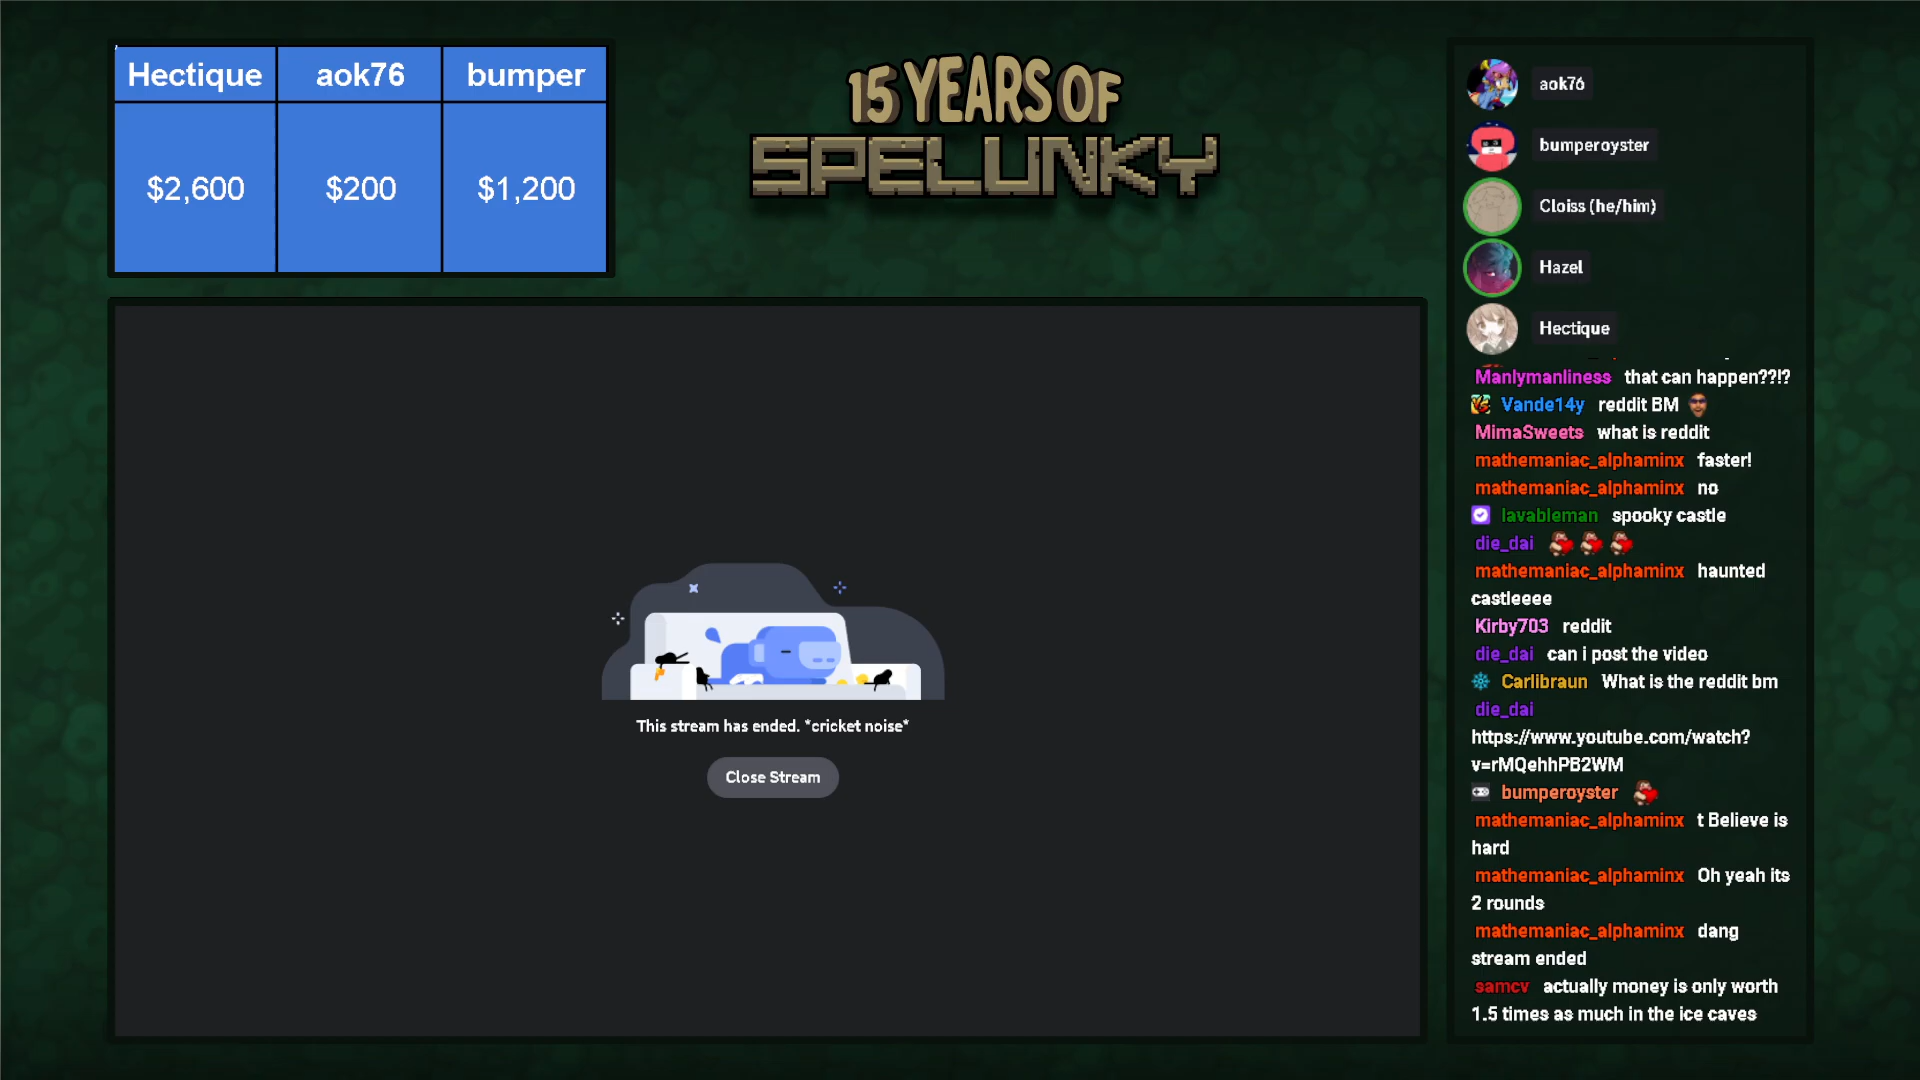 Hectique aok76 bumper
$2,600 $200 $1,200
15 YEARS OF
SPELUNKY
This stream has ended. *cricket noise*
Close Stream
aok76
bumperoyster
Cloiss (he/him)
Hazel
Hectique
Manlymanliness that can happen??!?
Vande14y reddit BM
MimaSweets what is reddit
mathemaniac_alphaminx faster!
mathemaniac_alphaminx no
lavableman spooky castle
die_dai
mathemaniac_alphaminx haunted
castleeee
Kirby703 reddit
die_dai can i post the video
Carlibraun What is the reddit bm
die_dai
https://www.youtube.com/watch?
v=rMQehhPB2WM
bumperoyster
mathemaniac_alphaminx t Believe is
hard
mathemaniac_alphaminx Oh yeah its
2 rounds
mathemaniac_alphaminx dang
stream ended
samcv actually money is only worth
1.5 times as much in the ice caves